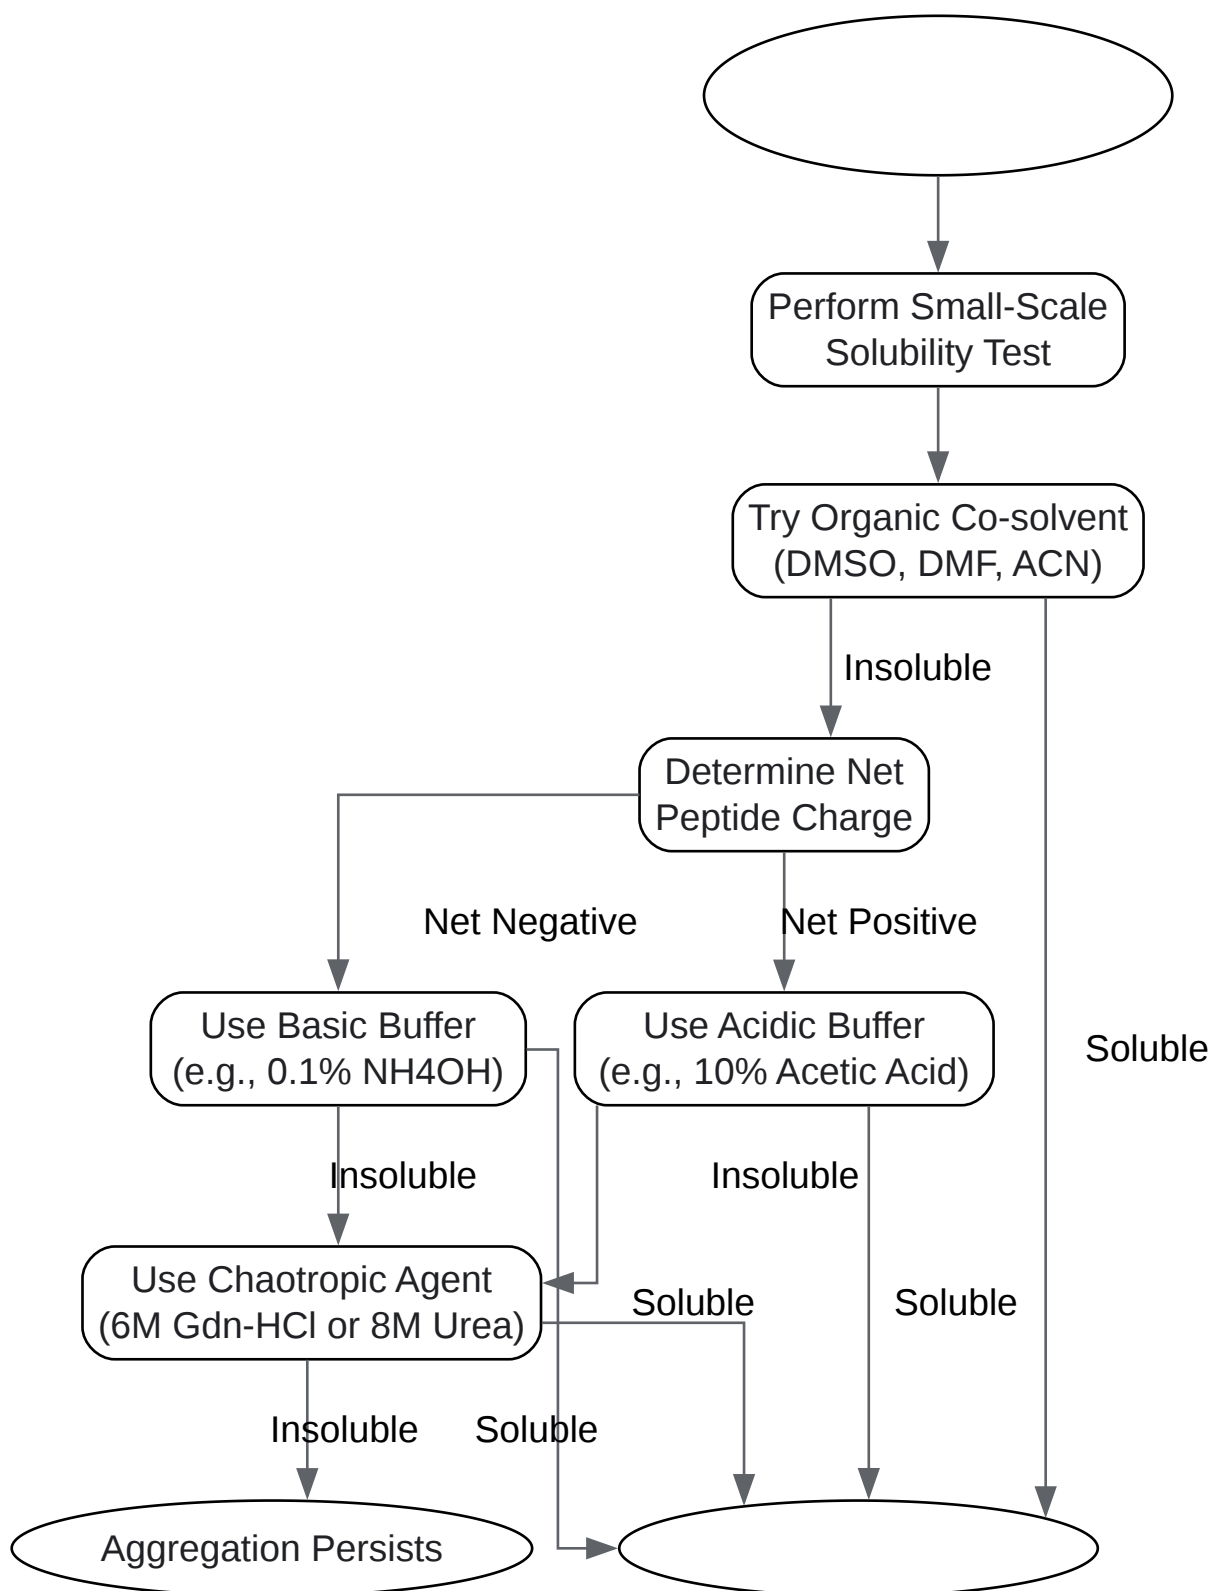 Perform Small-Scale
Solubility Test
Try Organic Co-solvent
(DMSO, DMF, ACN)
Insoluble
Determine Net
Peptide Charge
Net Negative
Net Positive
Use Basic Buffer
(e.g., 0.1% NH4OH)
Use Acidic Buffer
(e.g., 10% Acetic Acid)
Soluble
Insoluble
Insoluble
Use Chaotropic Agent
(6M Gdn-HCl or 8M Urea)
Soluble
Soluble
Insoluble
Soluble
Aggregation Persists